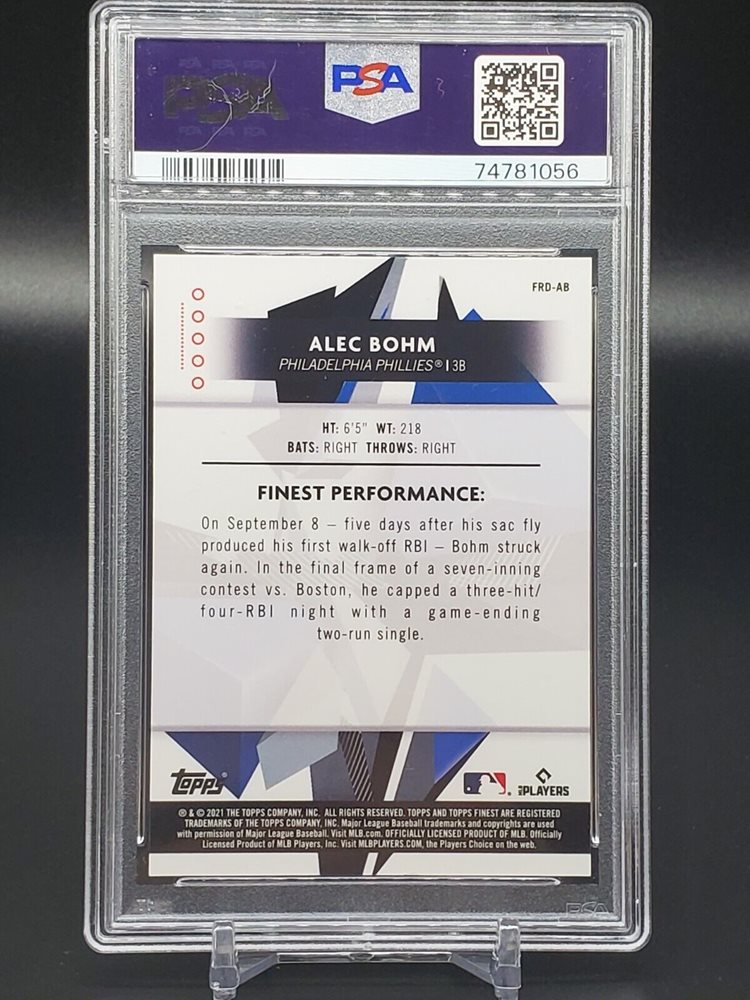 PSA
74781056
FRD-AB
ALEC BOHM
PHILADELPHIA PHILLIES® | 3B
HT: 6'5" WT: 218
BATS: RIGHT THROWS: RIGHT
FINEST PERFORMANCE:
On September 8 – five days after his sac fly
produced his first walk-off RBI – Bohm struck
again. In the final frame of a seven-inning
contest vs. Boston, he capped a three-hit/
four-RBI night with a game-ending
two-run single.
Topps
PLAYERS
® & © 2021 THE TOPPS COMPANY, INC. ALL RIGHTS RESERVED. TOPPS AND TOPPS FINEST ARE REGISTERED
TRADEMARKS OF THE TOPPS COMPANY, INC. Major League Baseball trademarks and copyrights are used
with permission of Major League Baseball. Visit MLB.com. OFFICIALLY LICENSED PRODUCT OF MLB. Officially
Licensed Product of MLB Players, Inc. Visit MLBPLAYERS.COM, the Players Choice on the web.
PSA